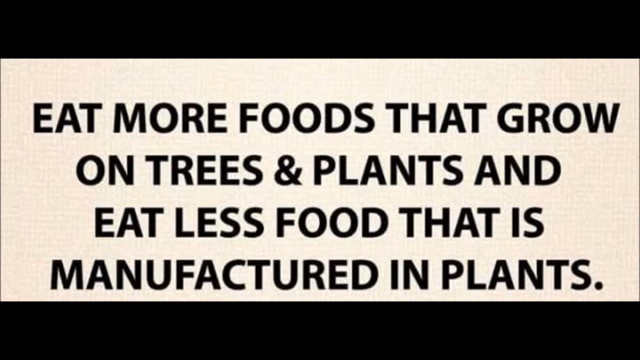 EAT MORE FOODS THAT GROW
ON TREES & PLANTS AND
EAT LESS FOOD THAT IS
MANUFACTURED IN PLANTS.